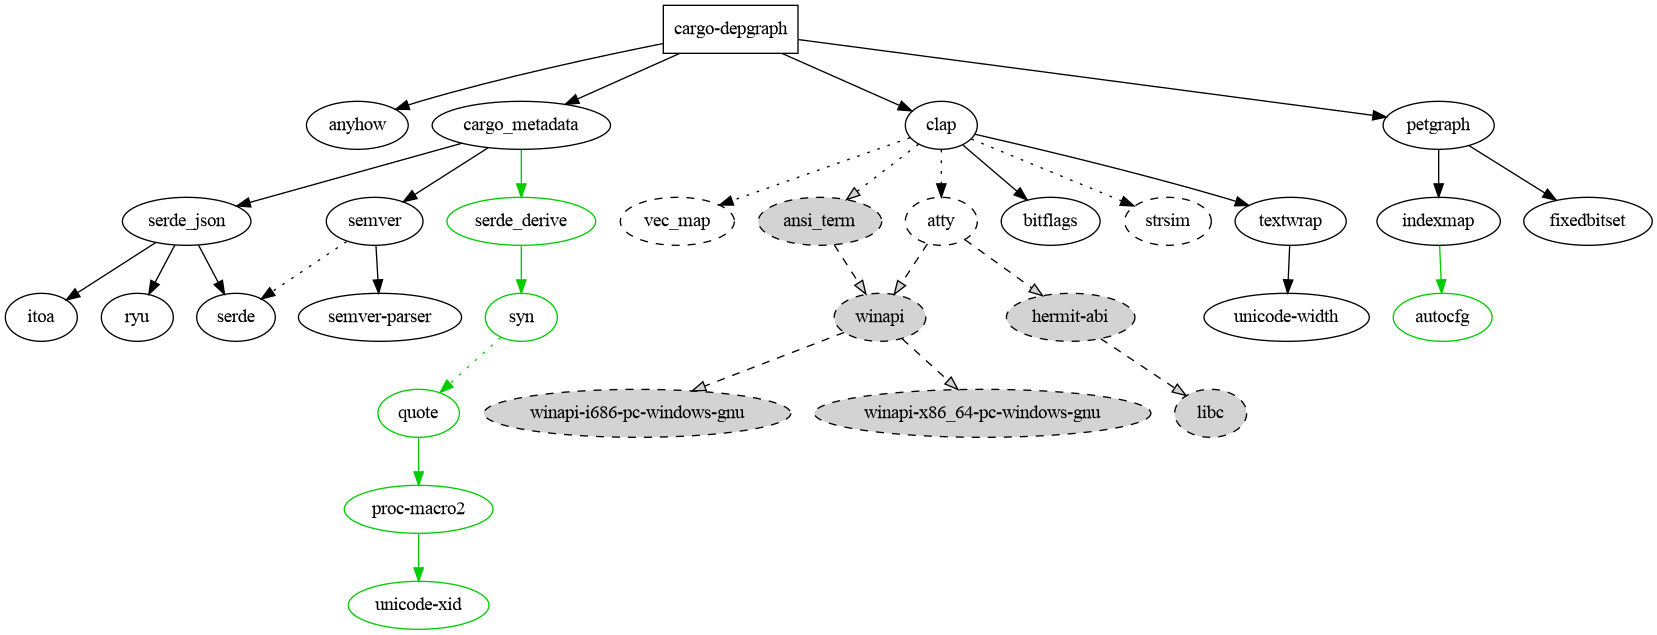 cargo-depgraph
anyhow
cargo_metadata
clap
petgraph
serde_json
semver
serde_derive
vec_map
ansi_term
atty
bitflags
strsim
textwrap
indexmap
fixedbitset
itoa
ryu
serde
semver-parser
syn
winapi
hermit-abi
unicode-width
autocfg
quote
winapi-i686-pc-windows-gnu
winapi-x86_64-pc-windows-gnu
libc
proc-macro2
unicode-xid